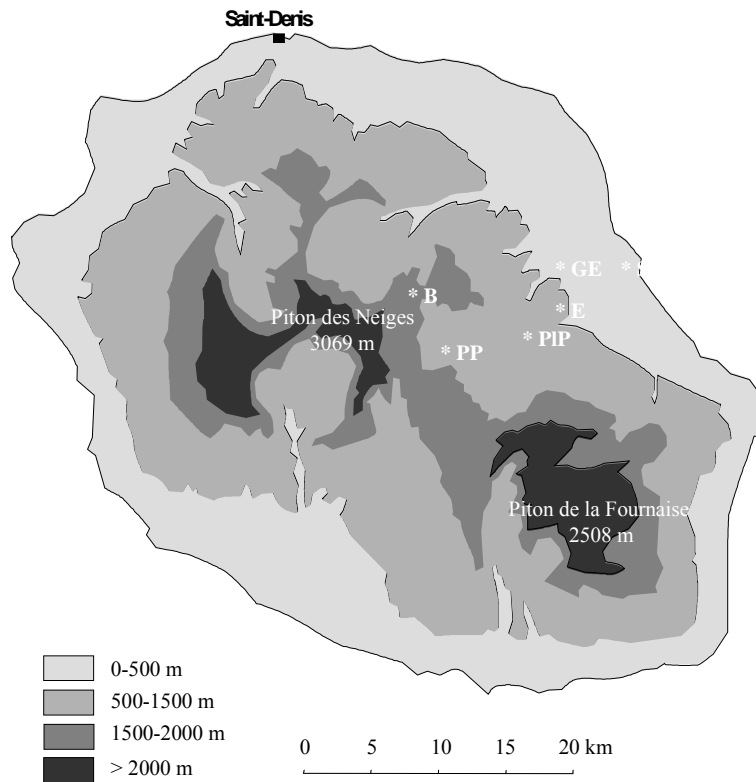 Saint-Denis
* GE *
* B
* E
Piton des Neiges
3069 m
* PlP
* PP
Piton de la Fournaise
2508 m
0-500 m
500-1500 m
1500-2000 m
> 2000 m
0 5 10 15 20 km